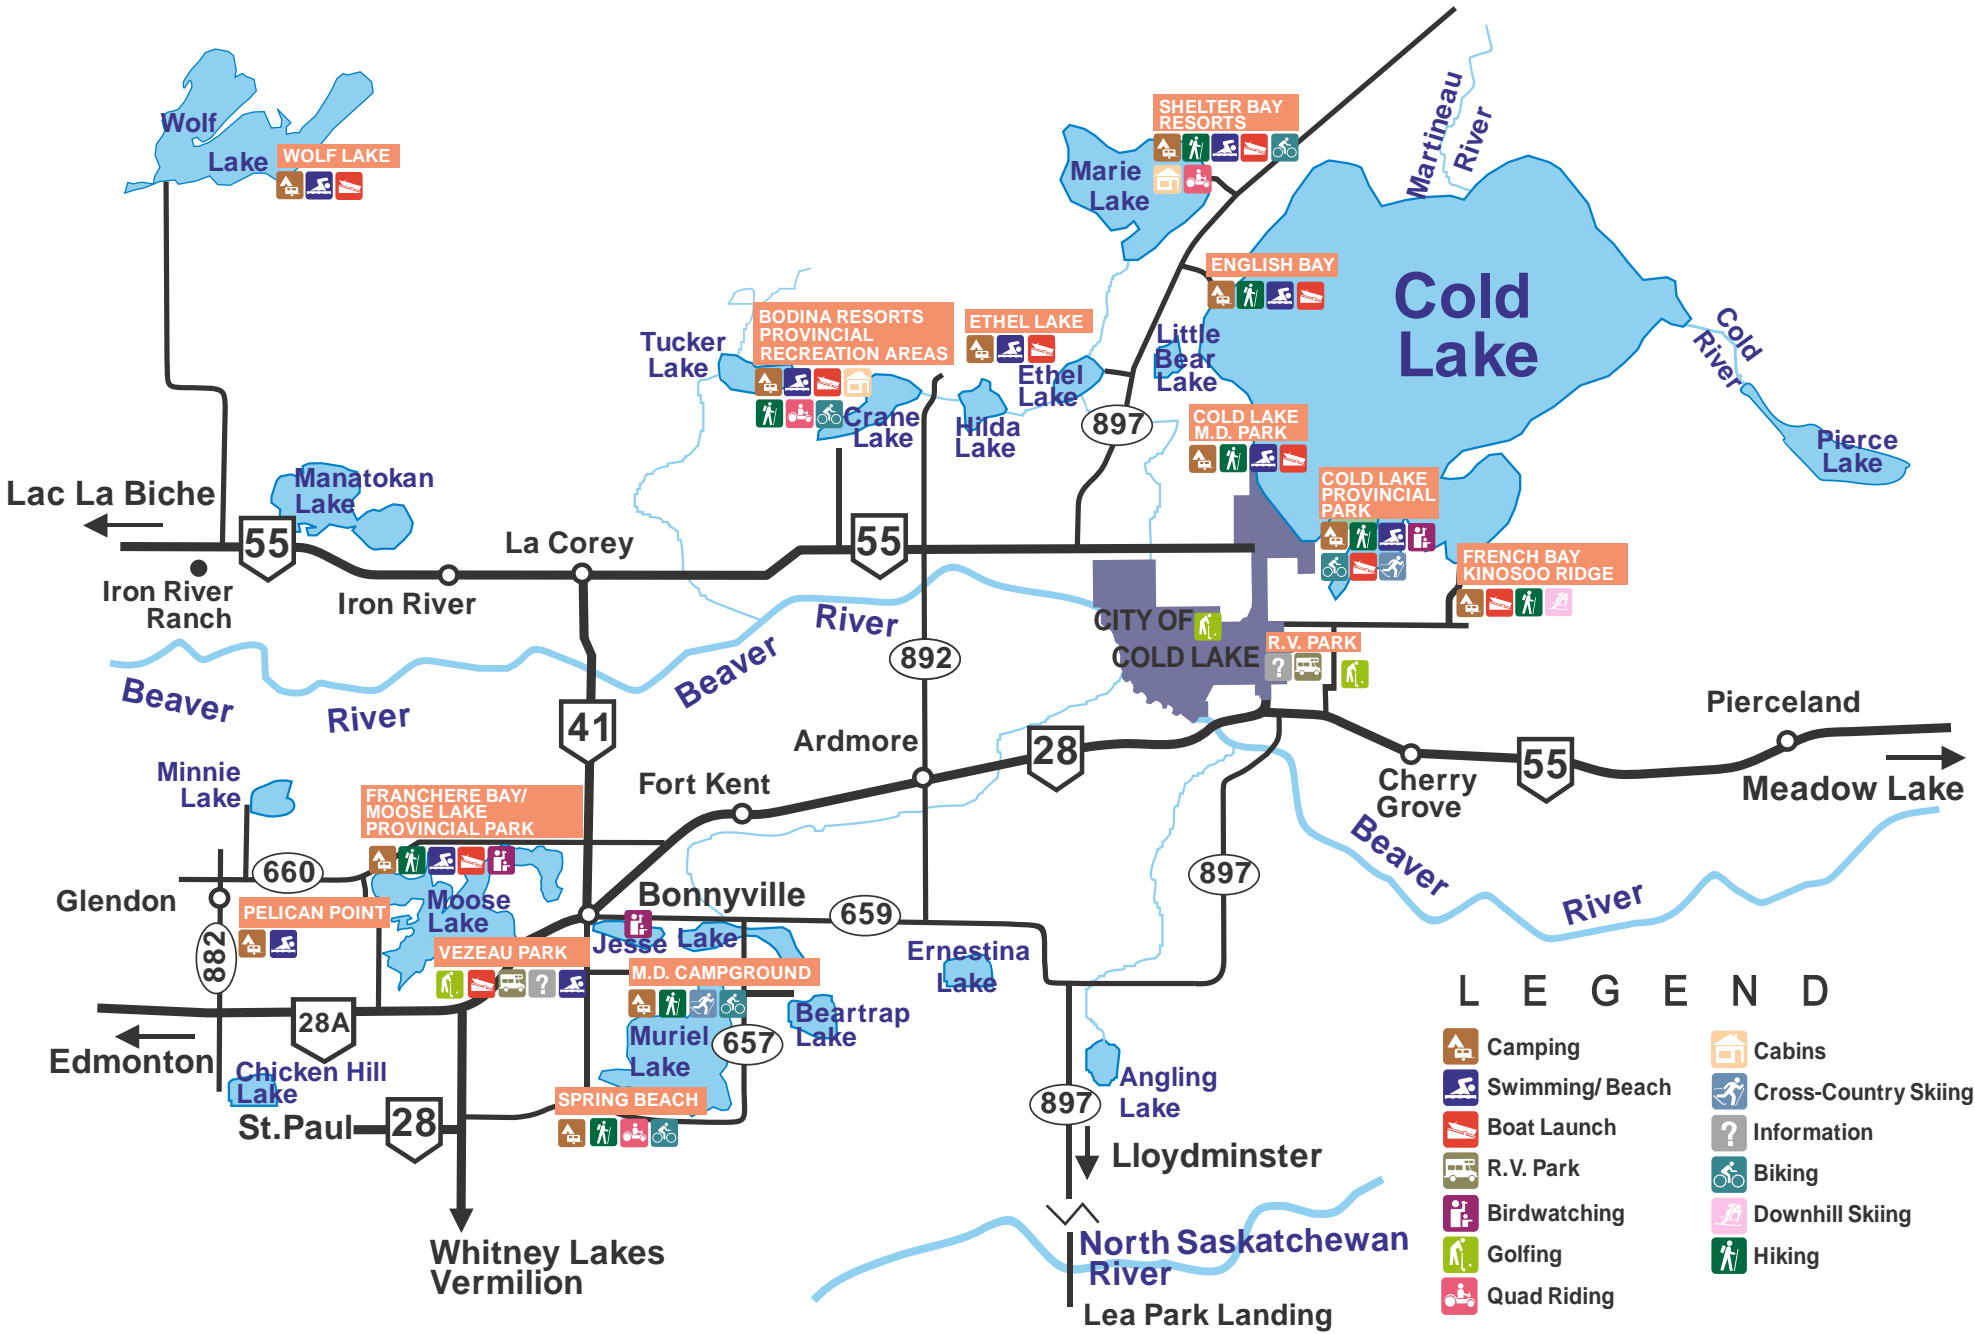 Wolf
Lake
WOLF LAKE
SHELTER BAY
RESORTS
Marie
Lake
Martineau
River
ENGLISH BAY
Cold
Lake
Cold
River
Pierce
Lake
Tucker
Lake
BODINA RESORTS
PROVINCIAL
RECREATION AREAS
ETHEL LAKE
Ethel
Lake
Little
Bear
Lake
Crane
Lake
Hilda
Lake
897
COLD LAKE
M.D. PARK
COLD LAKE
PROVINCIAL
PARK
FRENCH BAY
KINOSOO RIDGE
Manatokan
Lake
Lac La Biche
55
La Corey
55
Iron River
Ranch
Iron River
River
Beaver
892
CITY OF
COLD LAKE
R.V. PARK
?
Beaver
River
41
Ardmore
28
Pierceland
Cherry
Grove
55
Meadow Lake
Minnie
Lake
Fort Kent
FRANCHERE BAY/
MOOSE LAKE
PROVINCIAL PARK
660
Glendon
Moose
Lake
Bonnyville
659
897
Beaver
River
PELICAN POINT
882
VEZEAU PARK
?
Jesse Lake
M.D. CAMPGROUND
Ernestina
Lake
28A
Edmonton
Muriel
Lake
657
Beartrap
Lake
Chicken Hill
Lake
St.Paul
28
SPRING BEACH
897
Angling
Lake
Lloydminster
Whitney Lakes
Vermilion
North Saskatchewan
River
Lea Park Landing
LEGEND
Camping
Swimming/ Beach
Boat Launch
R.V. Park
Birdwatching
Golfing
Quad Riding
Cabins
Cross-Country Skiing
?
Information
Biking
Downhill Skiing
Hiking